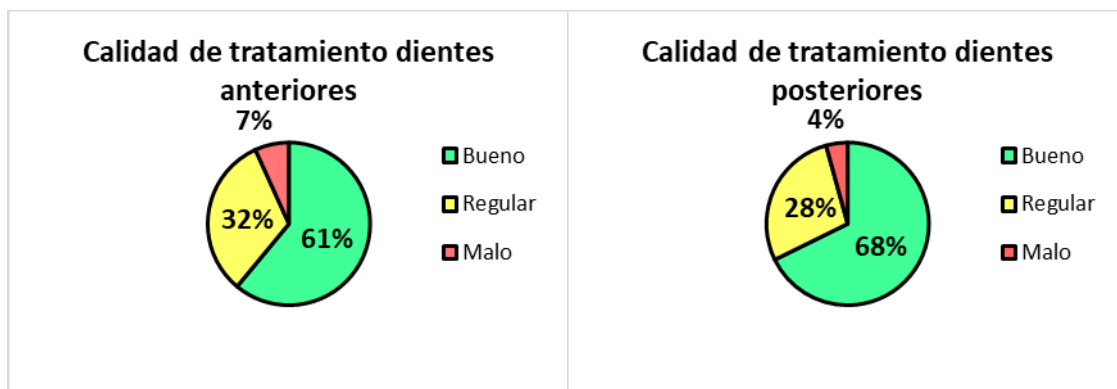 Calidad de tratamiento dientes
anteriores
7%
32%
61%
Bueno
Regular
Malo
Calidad de tratamiento dientes
posteriores
4%
28%
68%
Bueno
Regular
Malo